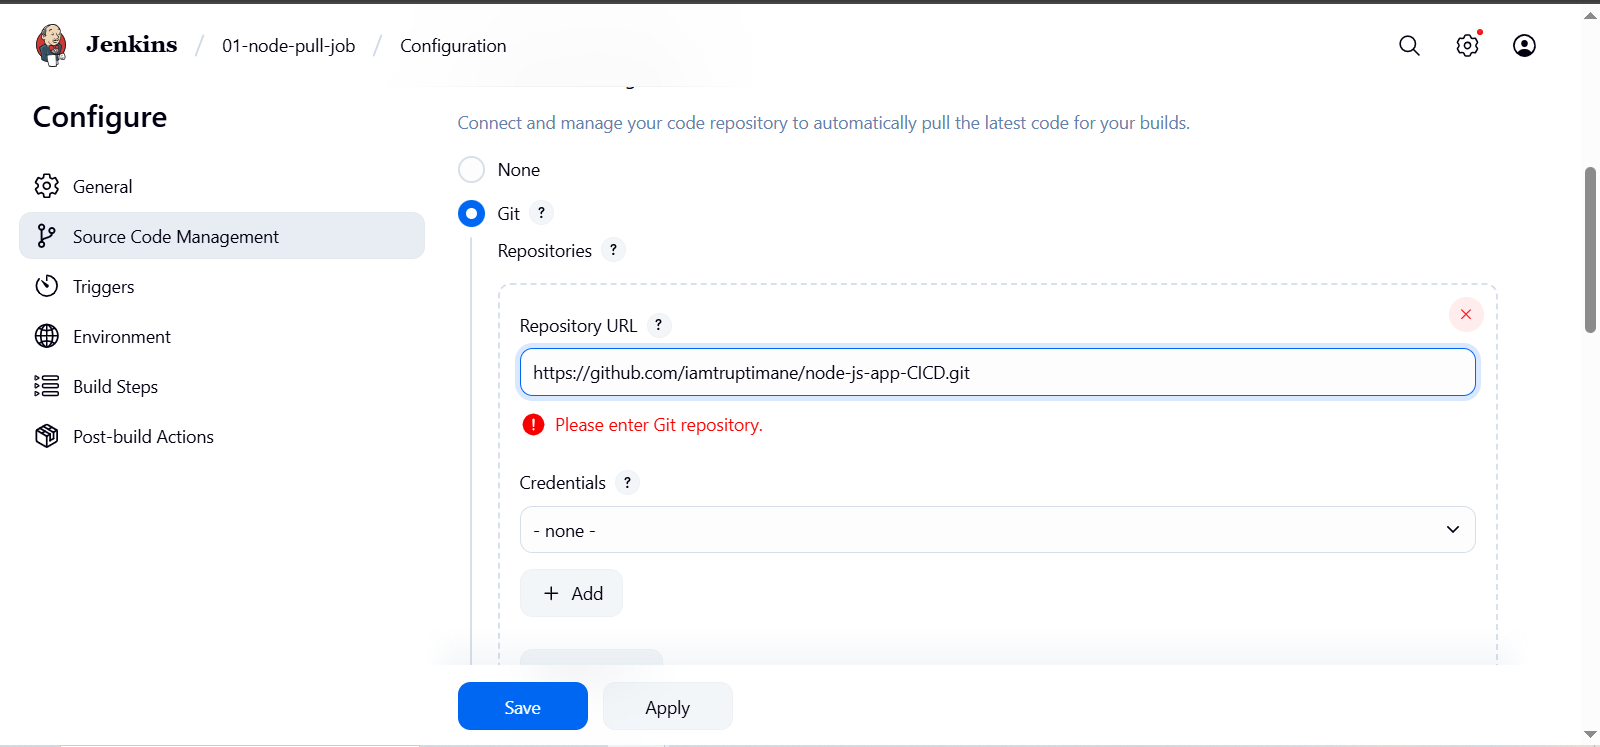 Jenkins / 01-node-pull-job / Configuration
Configure
General
Source Code Management
Triggers
Environment
Build Steps
Post-build Actions
Connect and manage your code repository to automatically pull the latest code for your builds.
None
Git ?
Repositories ?
Repository URL ?
https://github.com/iamtruptimane/node-js-app-CICD.git
Please enter Git repository.
Credentials ?
- none -
+ Add
Save
Apply